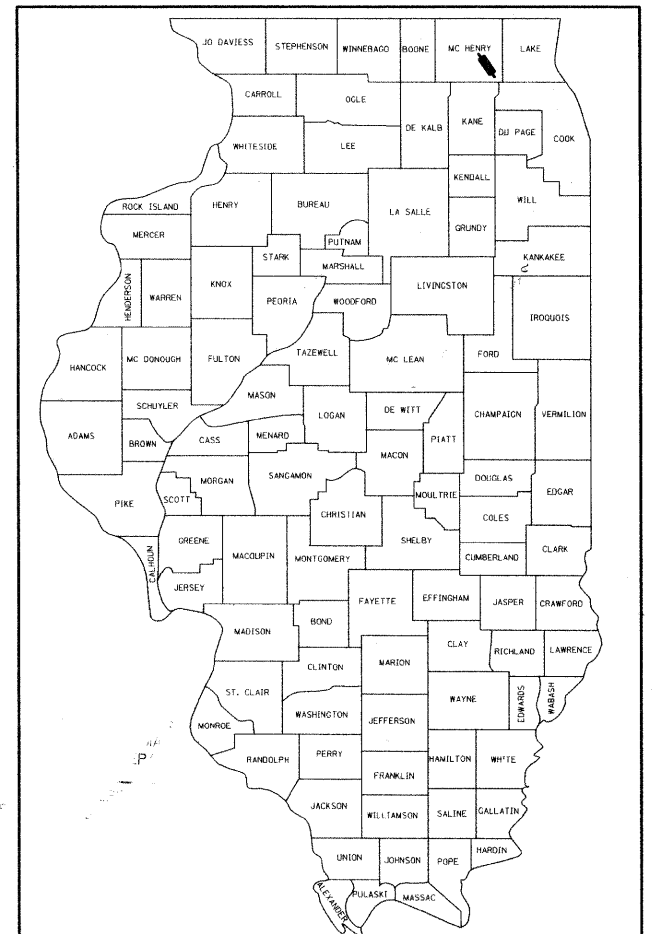 JO DAVIESS STEPHENSON WINNEBAGO BOONE MC HENRY LAKE
CARROLL OGLE
DE KALB KANE DU PAGE COOK
WHITESIDE LEE
KENDALL
ROCK ISLAND HENRY BUREAU LA SALLE WILL
MERCER PUTNAM GRUNDY
STARK MARSHALL KANKAKEE
HENDERSON WARREN KNOX PEORIA WOODFORD LIVINGSTON IROQUOIS
HANCOCK MC DONOUGH FULTON TAZEWELL MC LEAN FORD
MASON
SCHUYLER LOGAN DE WITT CHAMPAIGN VERMILION
ADAMS BROWN CASS MENARD MACON PIATT
MORGAN SANGAMON DOUGLAS
PIKE SCOTT CHRISTIAN MOULTRIE COLES EDGAR
GREENE MACOUPIN MONTGOMERY SHELBY
CALHOUN CUMBERLAND CLARK
JERSEY FAYETTE EFFINGHAM JASPER CRAWFORD
MADISON BOND
CLINTON MARION CLAY RICHLAND LAWRENCE
ST. CLAIR WASHINGTON WAYNE EDWARDS WABASH
MONROE JEFFERSON
RANDOLPH PERRY HAMILTON WHITE
P
FRANKLIN
JACKSON WILLIAMSON SALINE GALLATIN
UNION JOHNSON POPE HARDIN
ALEXANDER PULASKI MASSAC